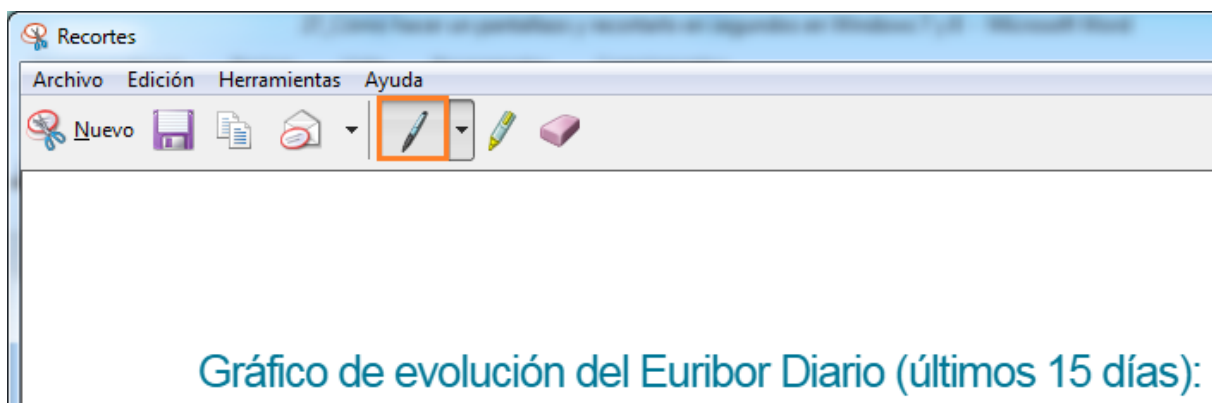 Recortes
Archivo Edición Herramientas Ayuda
Nuevo
Gráfico de evolución del Euribor Diario (últimos 15 días):